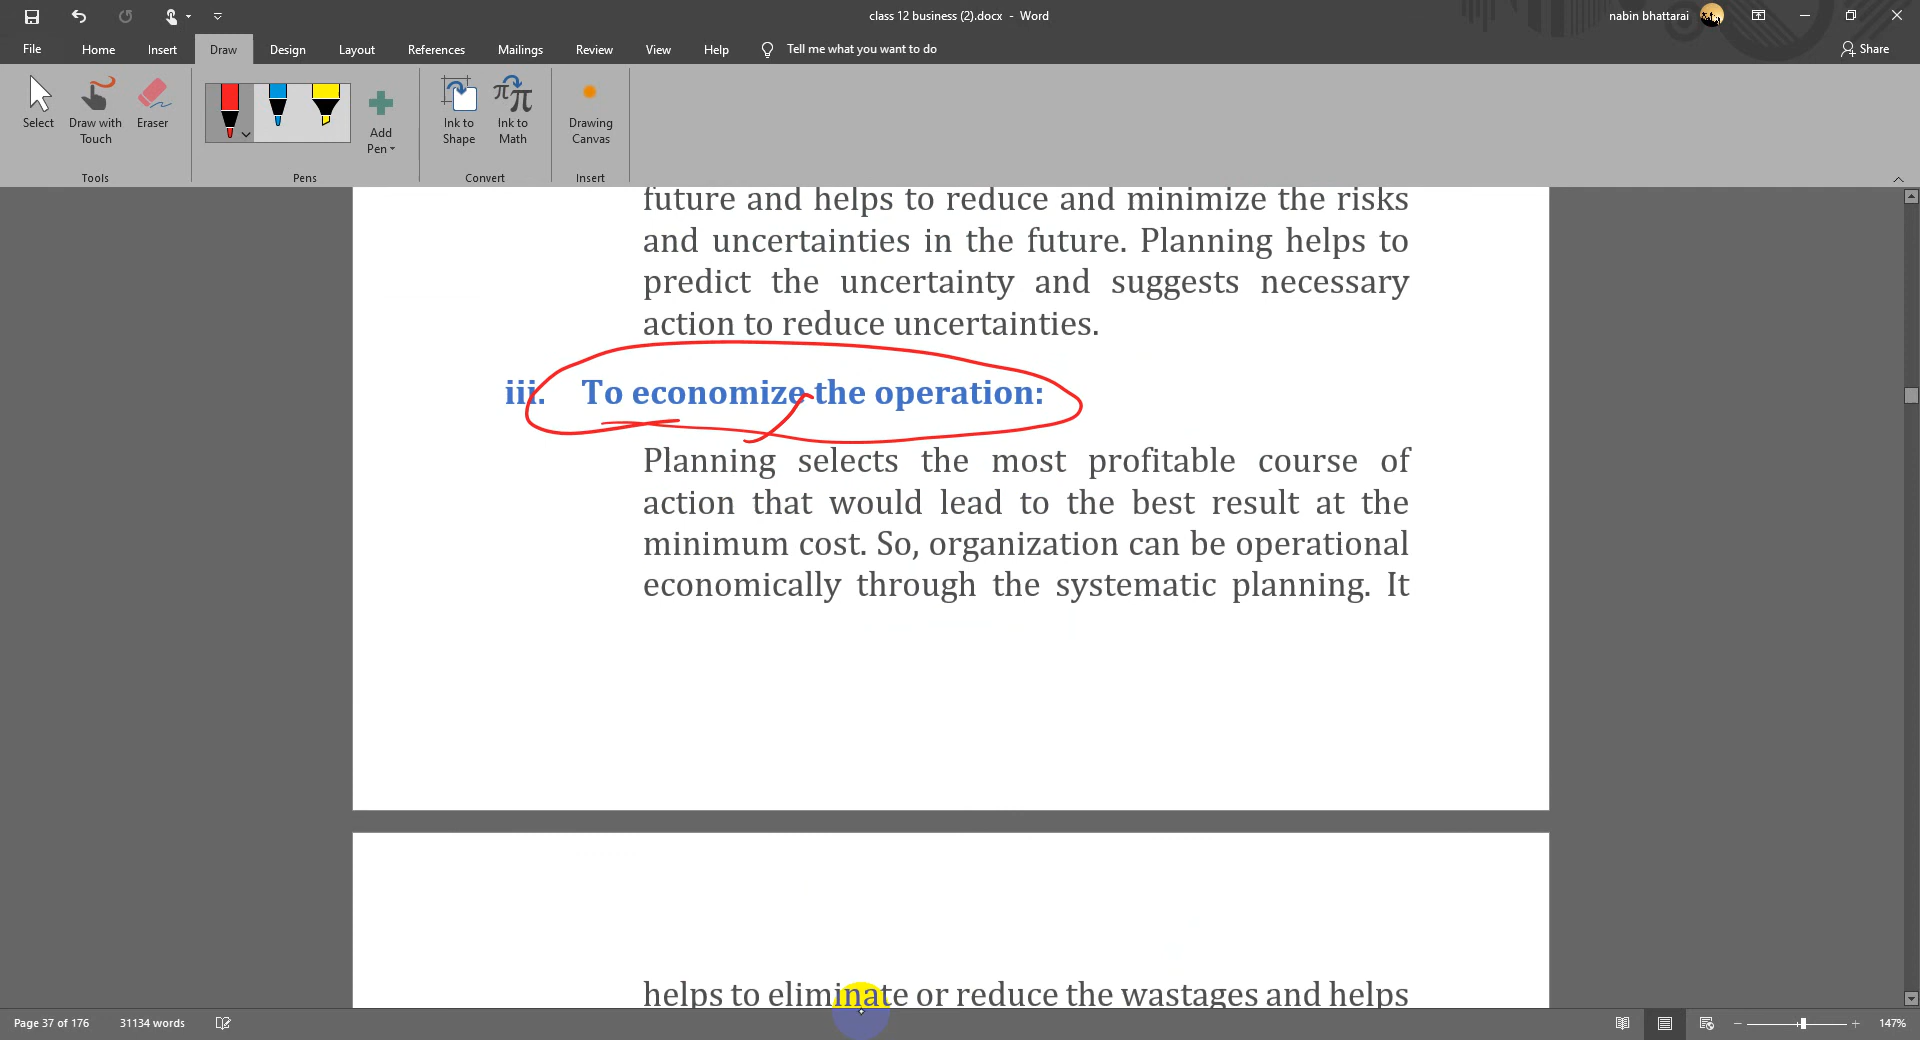 class 12 business (2).docx - Word
nabin bhattarai
File Home Insert Draw Design Layout References Mailings Review View Help Tell me what you want to do Share
Select
Draw with Touch
Eraser
Add Pen
Ink to Shape
Ink to Math
Drawing Canvas
Tools
Pens
Convert
Insert
future and helps to reduce and minimize the risks
and uncertainties in the future. Planning helps to
predict the uncertainty and suggests necessary
action to reduce uncertainties.
iii. To economize the operation:
Planning selects the most profitable course of
action that would lead to the best result at the
minimum cost. So, organization can be operational
economically through the systematic planning. It
helps to eliminate or reduce the wastages and helps
Page 37 of 176 31134 words 147%